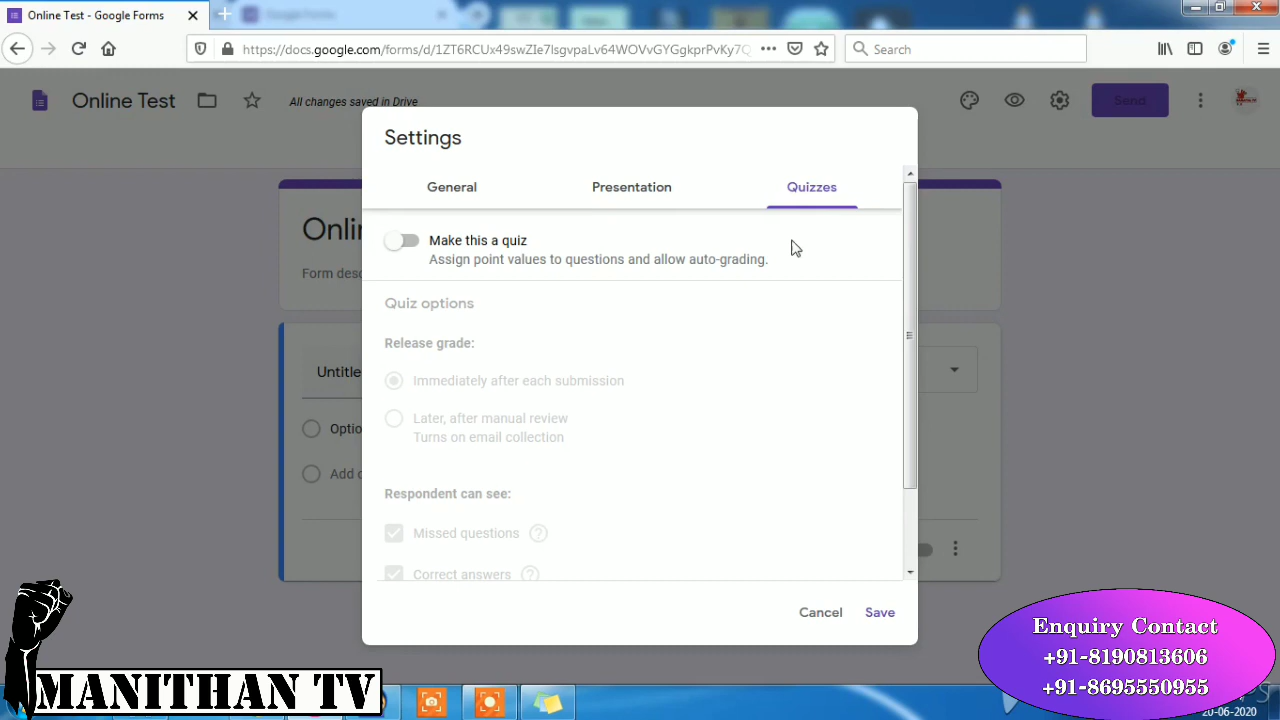 Online Test - Google Forms
Google Forms
https://docs.google.com/forms/d/1ZT6RCUx49swZIe7lsgvpaLv64WOVvGYGgkprPvKy7Q
Search
Online Test
All changes saved in Drive
Send
Settings
General
Presentation
Quizzes
Make this a quiz
Assign point values to questions and allow auto-grading.
Quiz options
Release grade:
Immediately after each submission
Later, after manual review
Turns on email collection
Respondent can see:
Missed questions
Correct answers
Cancel
Save
Onli
Form desc
Untitle
Optio
Add o
Enquiry Contact
+91-8190813606
+91-8695550955
MANITHAN TV
20-06-2020